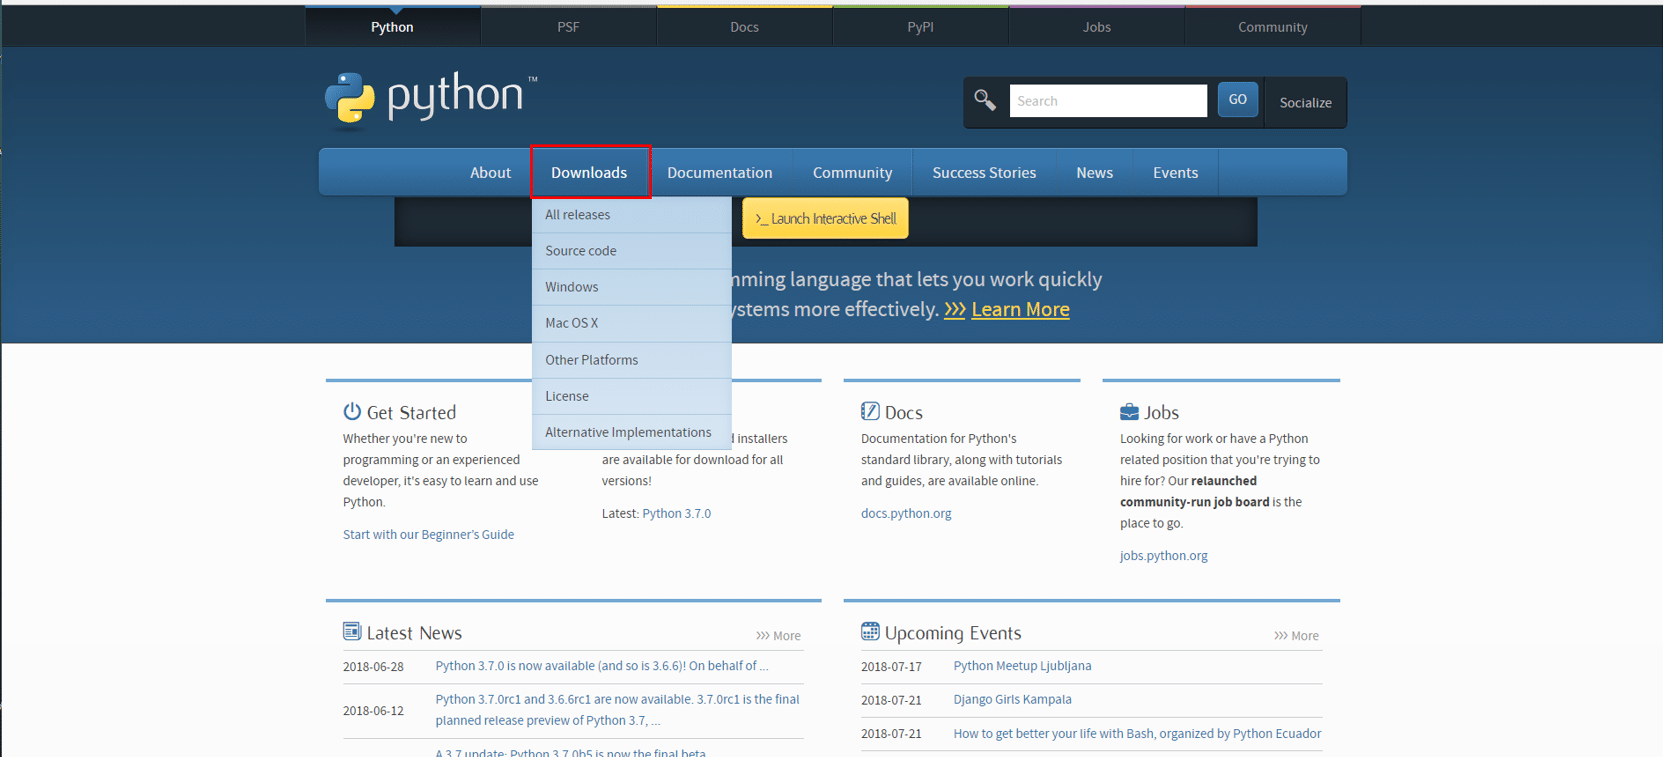 Python
PSF
Docs
PyPI
Jobs
Community
python™
Search
GO
Socialize
About
Downloads
Documentation
Community
Success Stories
News
Events
All releases
Source code
Windows
Mac OS X
Other Platforms
License
Alternative Implementations
>_ Launch Interactive Shell
mming language that lets you work quickly
ystems more effectively. >>> Learn More
Get Started
Whether you're new to
programming or an experienced
developer, it's easy to learn and use
Python.
Start with our Beginner's Guide
d installers
are available for download for all
versions!
Latest: Python 3.7.0
Docs
Documentation for Python's
standard library, along with tutorials
and guides, are available online.
docs.python.org
Jobs
Looking for work or have a Python
related position that you're trying to
hire for? Our relaunched
community-run job board is the
place to go.
jobs.python.org
Latest News
>>> More
2018-06-28 Python 3.7.0 is now available (and so is 3.6.6)! On behalf of ...
2018-06-12 Python 3.7.0rc1 and 3.6.6rc1 are now available. 3.7.0rc1 is the final
planned release preview of Python 3.7, ...
A 3.7 update: Python 3.7.0b5 is now the final beta
Upcoming Events
>>> More
2018-07-17 Python Meetup Ljubljana
2018-07-21 Django Girls Kampala
2018-07-21 How to get better your life with Bash, organized by Python Ecuador